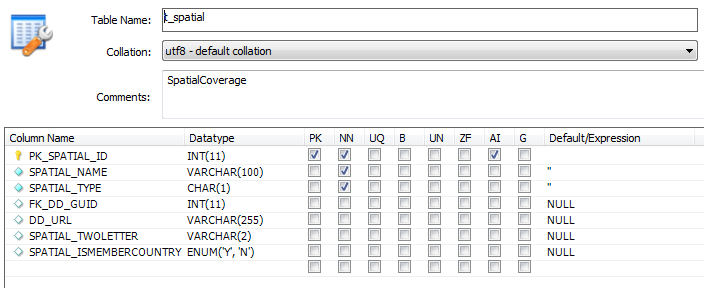 Table Name: t_spatial
Collation: utf8 - default collation
Comments: SpatialCoverage
Column Name Datatype PK NN UQ B UN ZF AI G Default/Expression
PK_SPATIAL_ID INT(11)
SPATIAL_NAME VARCHAR(100) ''
SPATIAL_TYPE CHAR(1) ''
FK_DD_GUID INT(11) NULL
DD_URL VARCHAR(255) NULL
SPATIAL_TWOLETTER VARCHAR(2) NULL
SPATIAL_ISMEMBERCOUNTRY ENUM('Y', 'N') NULL